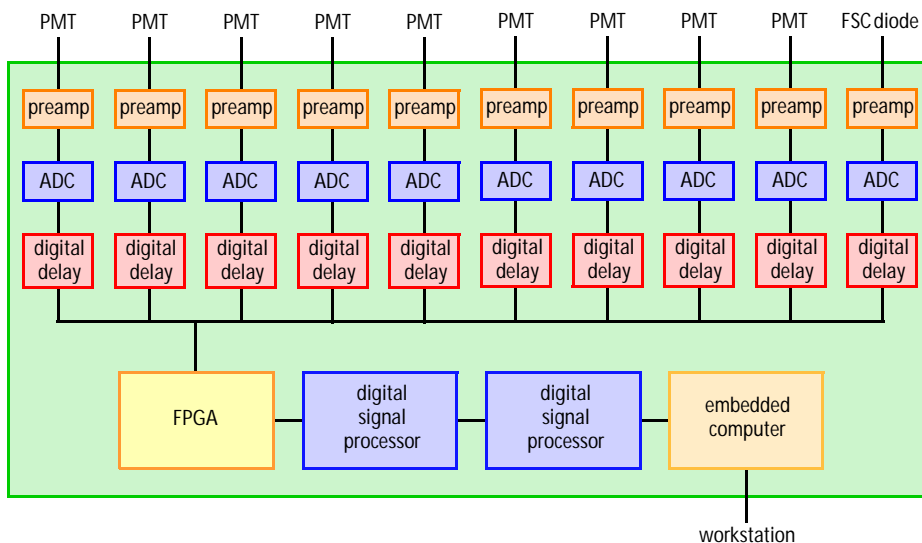 PMT PMT PMT PMT PMT PMT PMT PMT PMT FSC diode
preamp preamp preamp preamp preamp preamp preamp preamp preamp preamp
ADC ADC ADC ADC ADC ADC ADC ADC ADC ADC
digital digital digital digital digital digital digital digital digital digital
delay delay delay delay delay delay delay delay delay delay
FPGA
digital
signal
processor
digital
signal
processor
embedded
computer
workstation